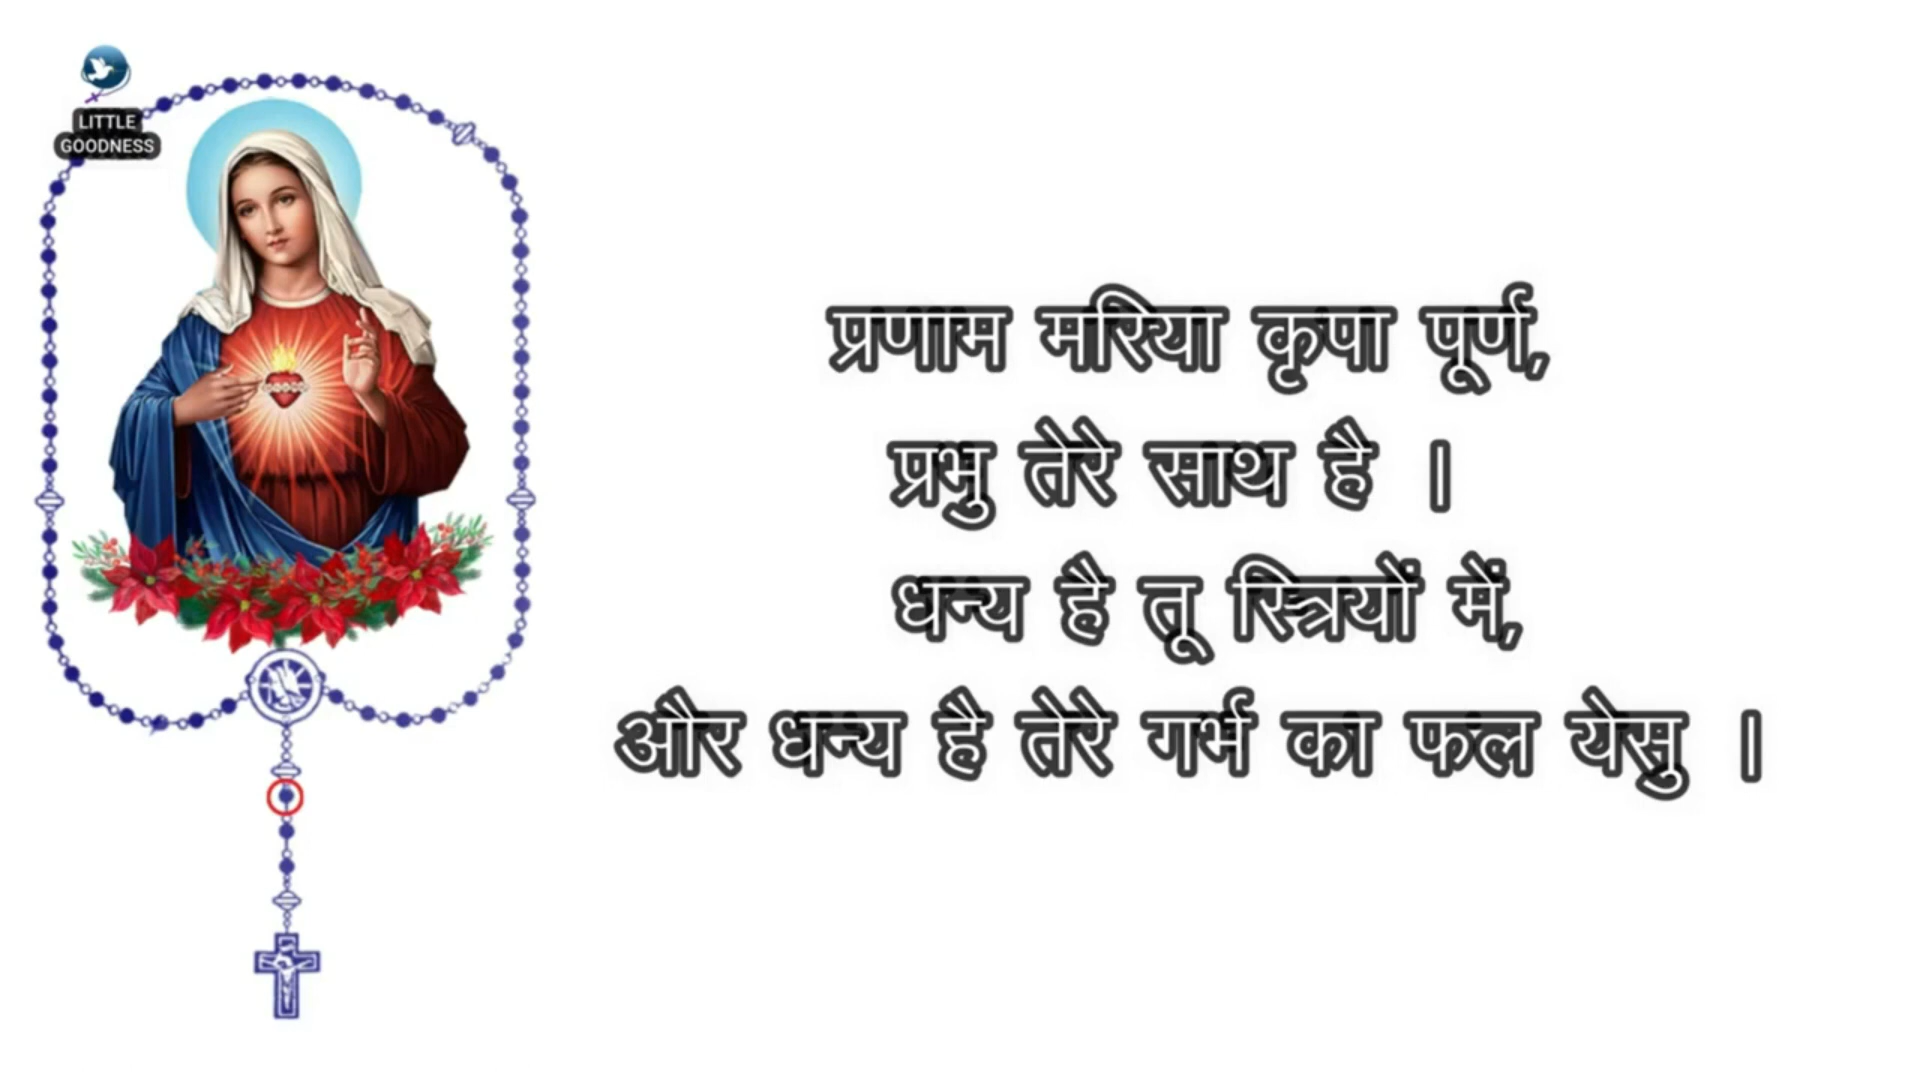 LITTLE
GOODNESS
प्रणाम मरिया कृपा पूर्ण,
प्रभु तेरे साथ है ।
धन्य है तू स्त्रियों में,
और धन्य है तेरे गर्भ का फल येसु ।